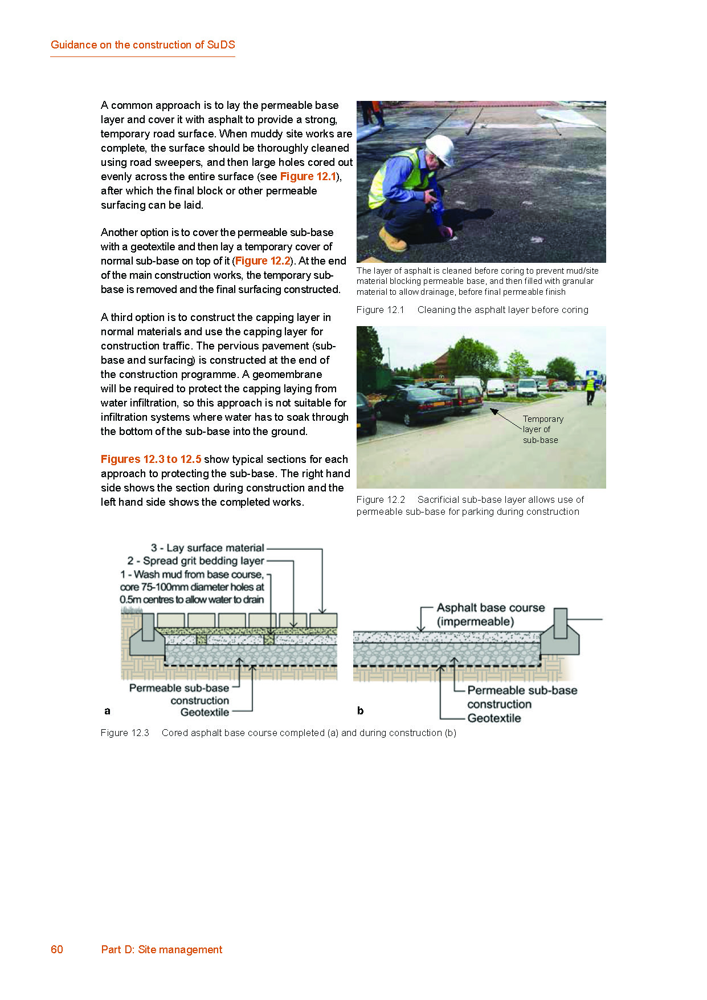 Guidance on the construction of SuDS
A common approach is to lay the permeable base
layer and cover it with asphalt to provide a strong,
temporary road surface. When muddy site works are
complete, the surface should be thoroughly cleaned
using road sweepers, and then large holes cored out
evenly across the entire surface (see Figure 12.1),
after which the final block or other permeable
surfacing can be laid.
Another option is to cover the permeable sub-base
with a geotextile and then lay a temporary cover of
normal sub-base on top of it (Figure 12.2). At the end
of the main construction works, the temporary sub-
base is removed and the final surfacing constructed.
A third option is to construct the capping layer in
normal materials and use the capping layer for
construction traffic. The pervious pavement (sub-
base and surfacing) is constructed at the end of
the construction programme. A geomembrane
will be required to protect the capping laying from
water infiltration, so this approach is not suitable for
infiltration systems where water has to soak through
the bottom of the sub-base into the ground.
Figures 12.3 to 12.5 show typical sections for each
approach to protecting the sub-base. The right hand
side shows the section during construction and the
left hand side shows the completed works.
The layer of asphalt is cleaned before coring to prevent mud/site
material blocking permeable base, and then filled with granular
material to allow drainage, before final permeable finish
Figure 12.1 Cleaning the asphalt layer before coring
Temporary
layer of
sub-base
Figure 12.2 Sacrificial sub-base layer allows use of
permeable sub-base for parking during construction
3 - Lay surface material
2 - Spread grit bedding layer
1 - Wash mud from base course,
core 75-100mm diameter holes at
0.5m centres to allow water to drain
Permeable sub-base
construction
Geotextile
a
Asphalt base course
(impermeable)
Permeable sub-base
construction
Geotextile
b
Figure 12.3 Cored asphalt base course completed (a) and during construction (b)
60 Part D: Site management